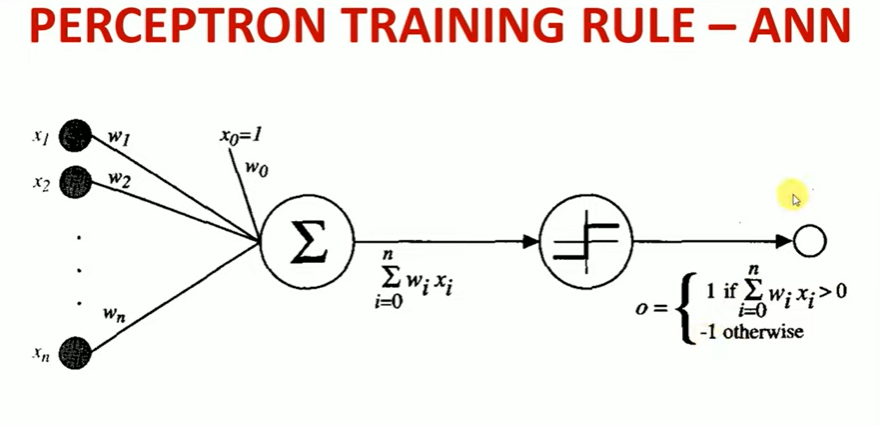 PERCEPTRON TRAINING RULE – ANN
x1 w1 x0=1
w0
x2 w2
Σ
n
Σ wi xi
i=0
wn
xn
n
o = { 1 if Σ wi xi > 0
i=0
-1 otherwise